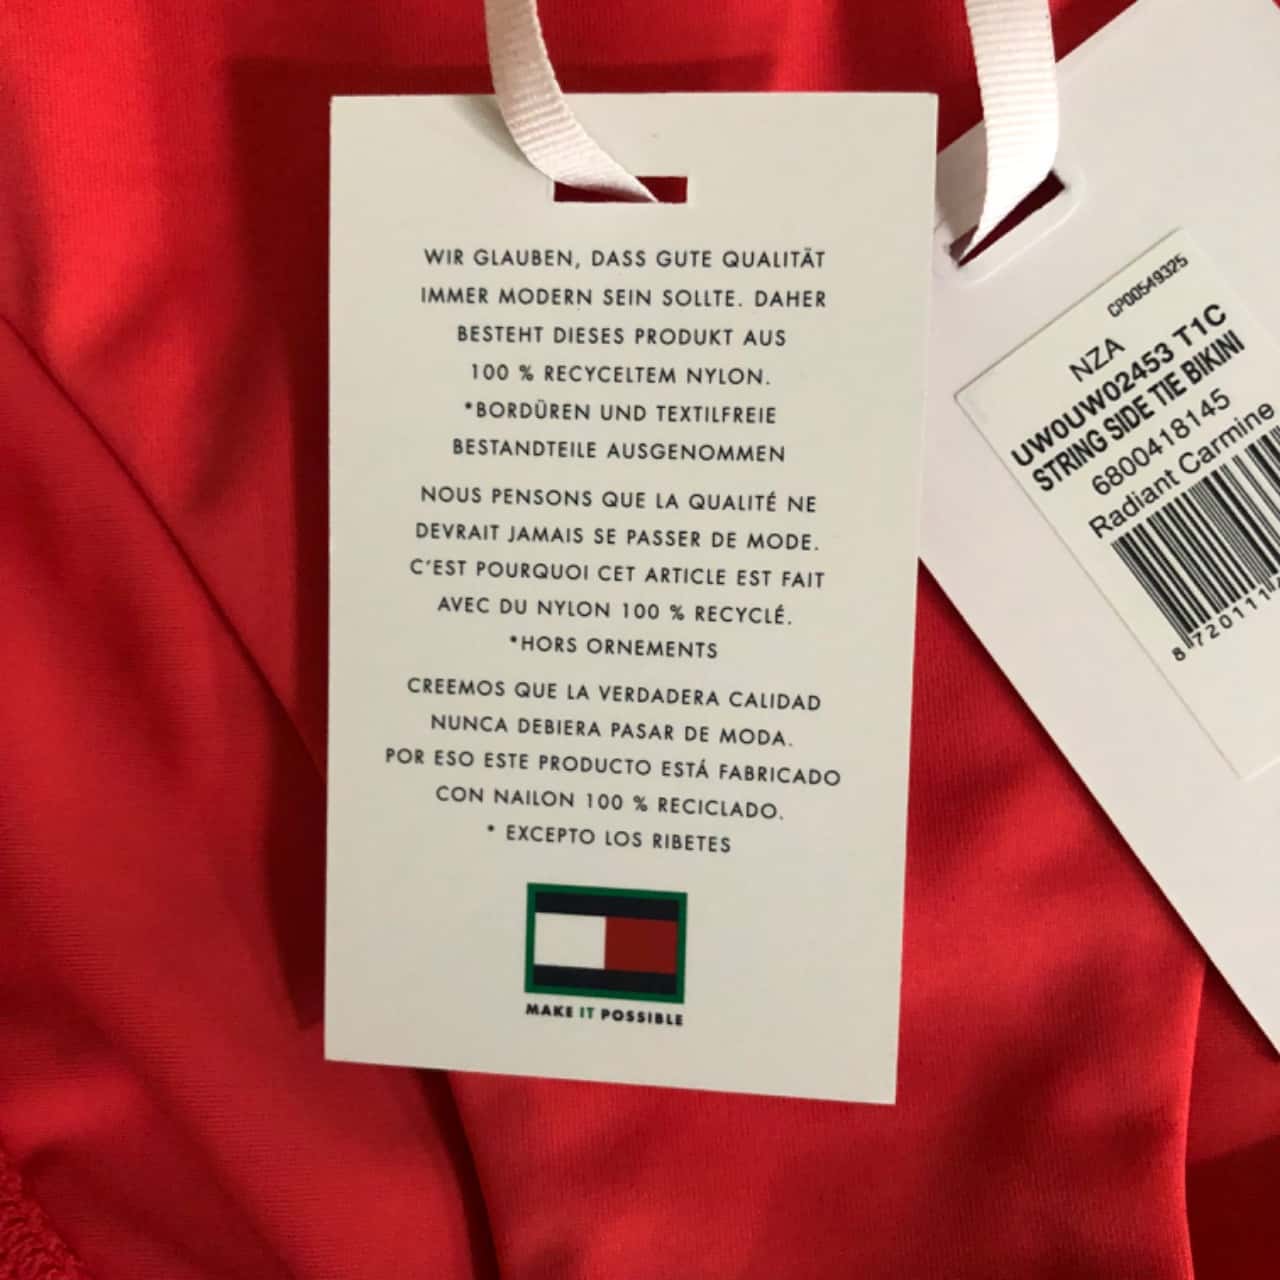 WIR GLAUBEN, DASS GUTE QUALITÄT
IMMER MODERN SEIN SOLLTE. DAHER
BESTEHT DIESES PRODUKT AUS
100 % RECYCELTEM NYLON.
*BORDÜREN UND TEXTILFREIE
BESTANDTEILE AUSGENOMMEN
NOUS PENSONS QUE LA QUALITÉ NE
DEVRAIT JAMAIS SE PASSER DE MODE.
C'EST POURQUOI CET ARTICLE EST FAIT
AVEC DU NYLON 100 % RECYCLÉ.
*HORS ORNEMENTS
CREEMOS QUE LA VERDADERA CALIDAD
NUNCA DEBIERA PASAR DE MODA.
POR ESO ESTE PRODUCTO ESTÁ FABRICADO
CON NAILON 100 % RECICLADO.
* EXCEPTO LOS RIBETES
MAKE IT POSSIBLE
CP00549325
NZA
UW0UW02453 T1C
STRING SIDE TIE BIKINI
6800418145
Radiant Carmine
8 720111